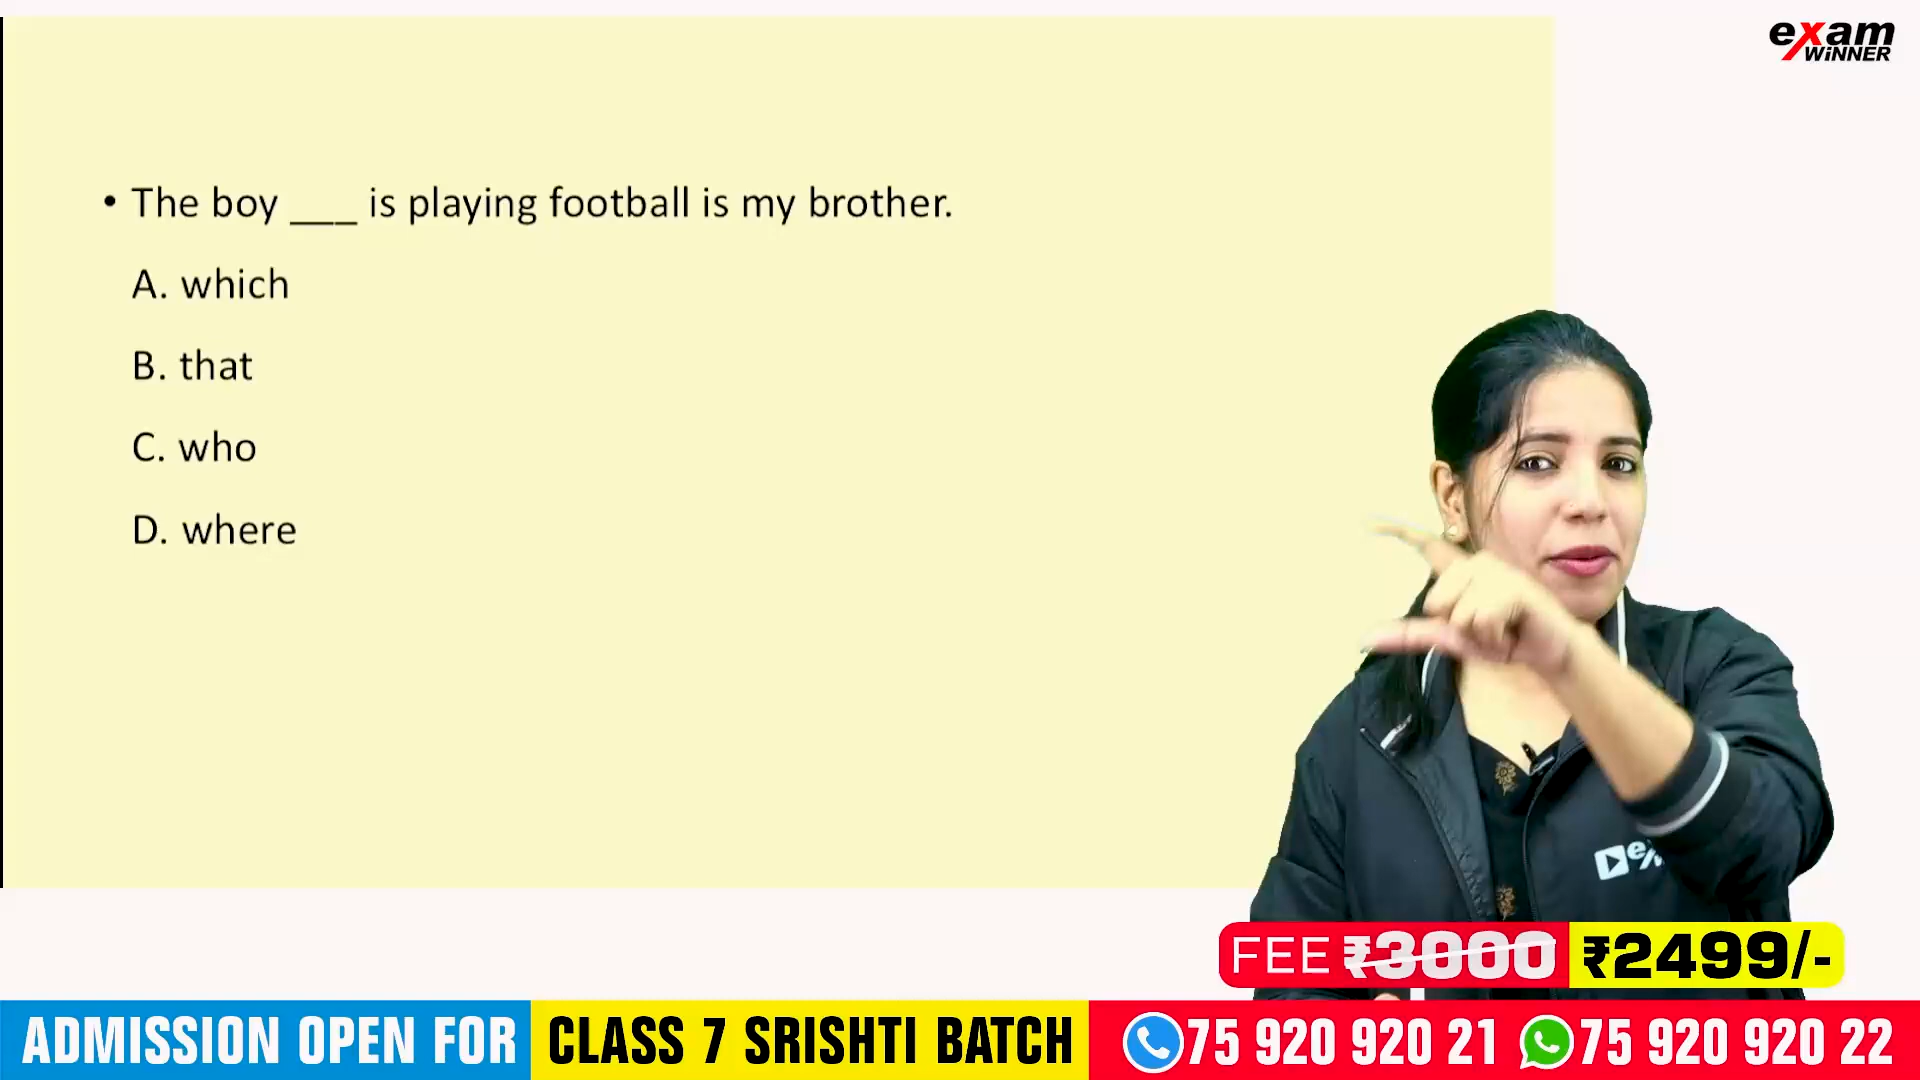 exam
WiNNER
• The boy ___ is playing football is my brother.
A. which
B. that
C. who
D. where
FEE ₹3000 ₹2499/-
ADMISSION OPEN FOR CLASS 7 SRISHTI BATCH 75 920 920 21 75 920 920 22